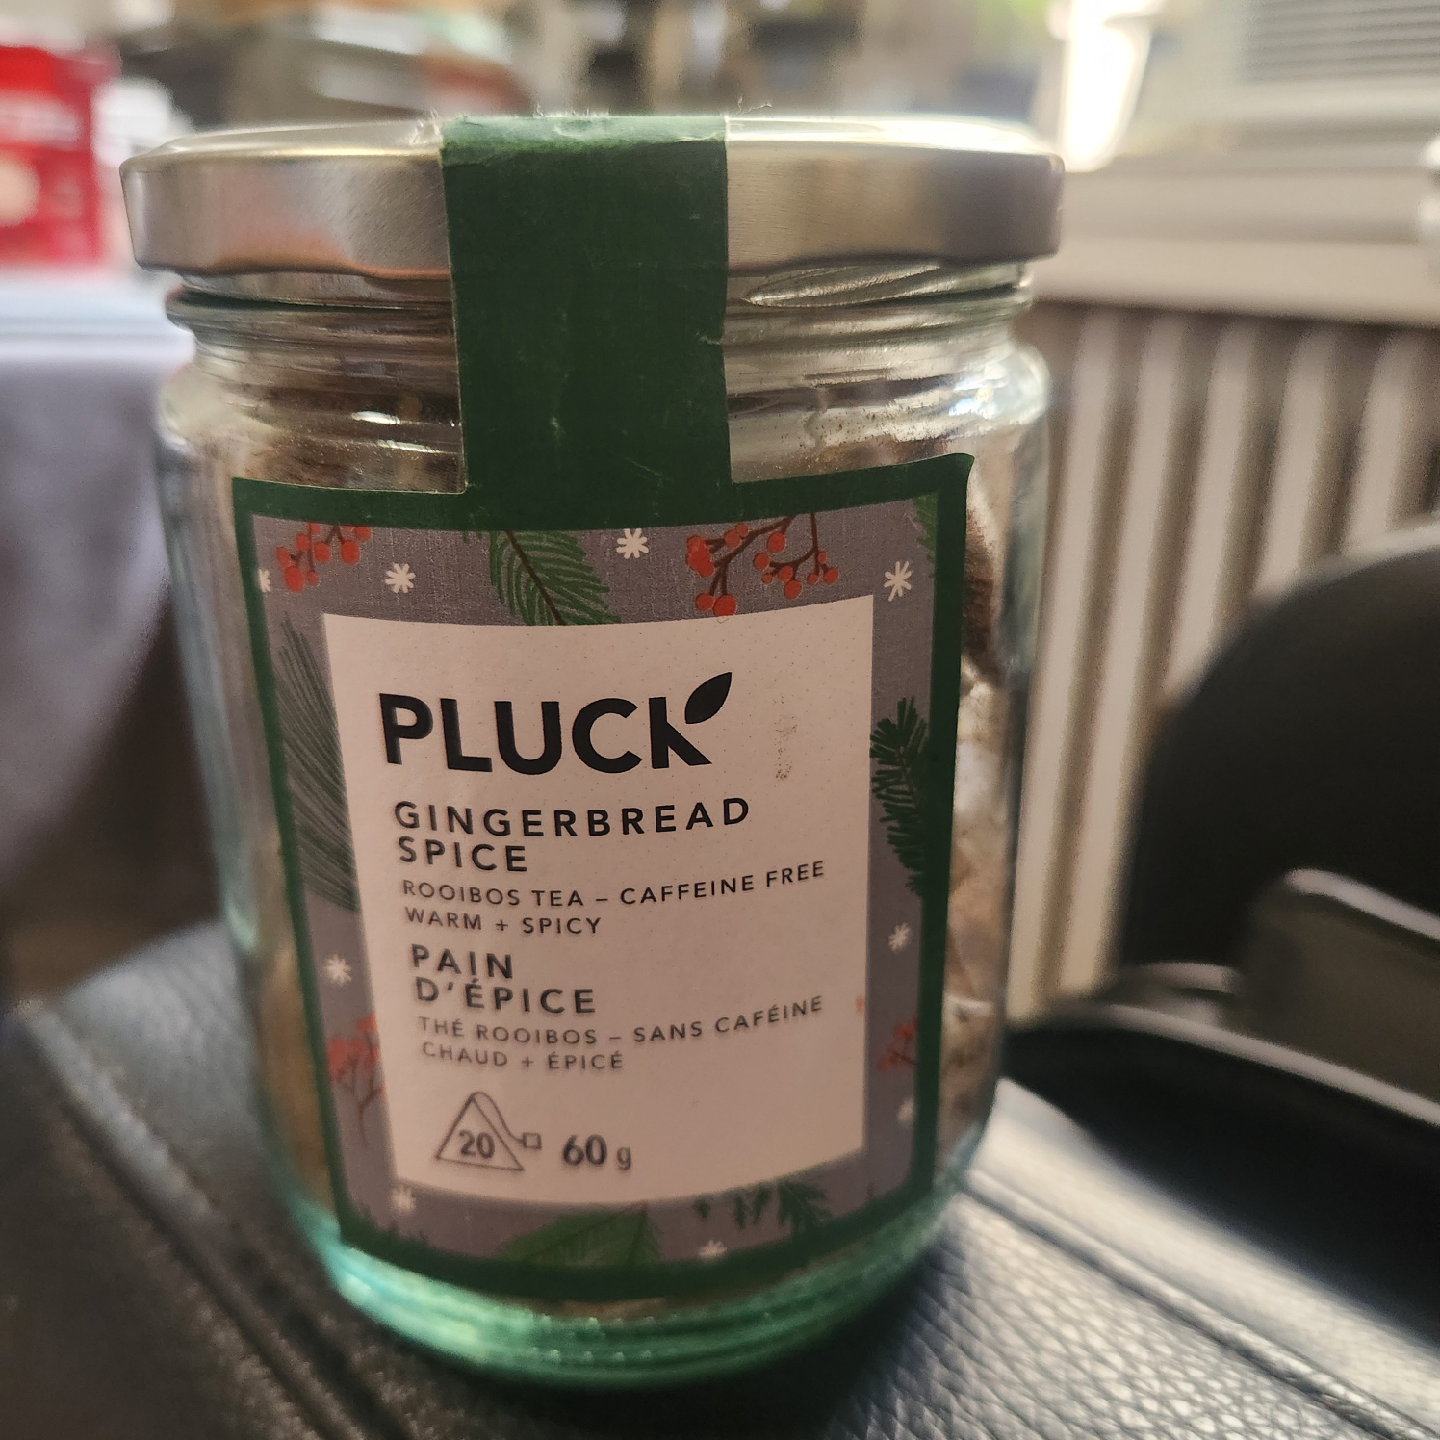 PLUCK
GINGERBREAD
SPICE
ROOIBOS TEA – CAFFEINE FREE
WARM + SPICY
PAIN
D'ÉPICE
THÉ ROOIBOS – SANS CAFÉINE
CHAUD + ÉPICÉ
20 60 g